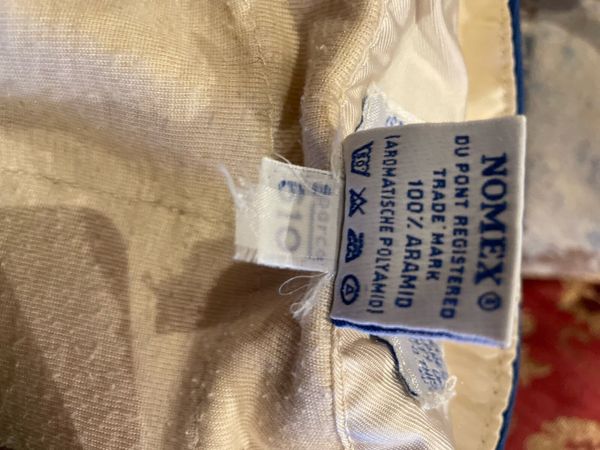 NOMEX ®
DU PONT REGISTERED
TRADE MARK
100% ARAMID
(AROMATISCHE POLYAMID)
A